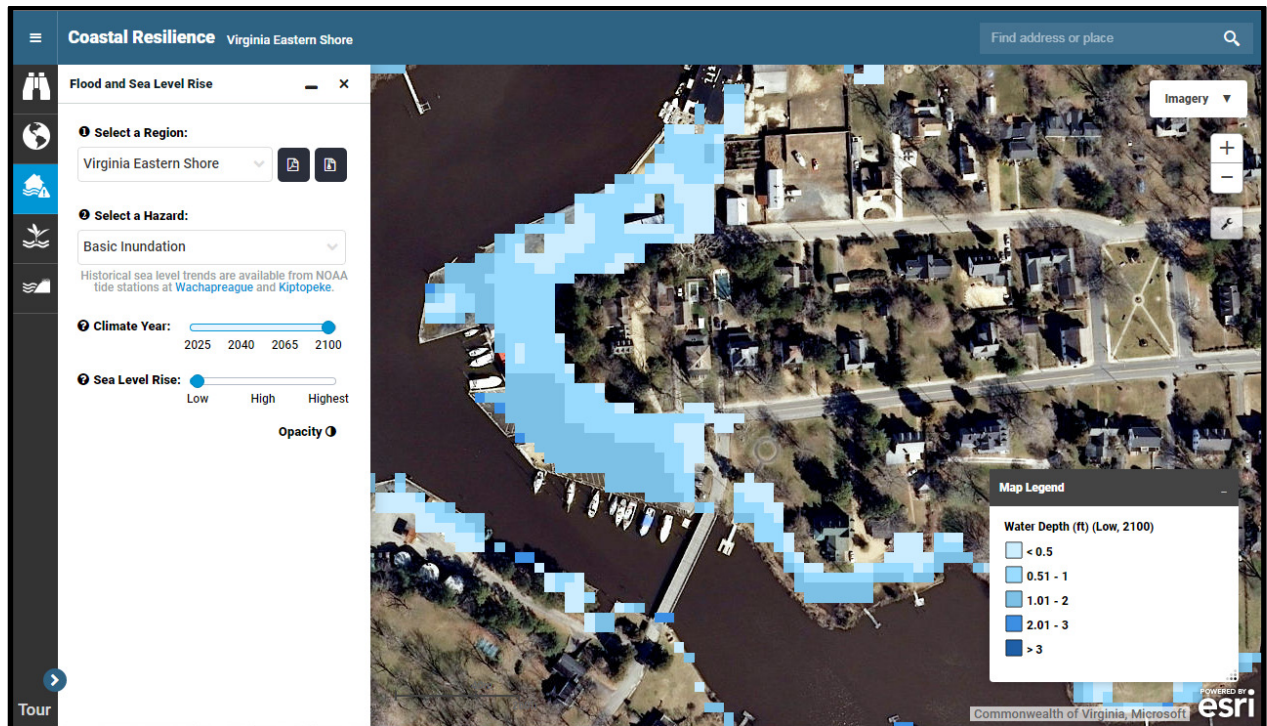 Coastal Resilience Virginia Eastern Shore
Find address or place
Flood and Sea Level Rise
❶ Select a Region:
Virginia Eastern Shore
❷ Select a Hazard:
Basic Inundation
Historical sea level trends are available from NOAA
tide stations at Wachapreague and Kiptopeke.
Climate Year:
2025 2040 2065 2100
Sea Level Rise:
Low High Highest
Opacity
Tour
Imagery ▼
+
−
Map Legend
Water Depth (ft) (Low, 2100)
< 0.5
0.51 - 1
1.01 - 2
2.01 - 3
> 3
POWERED BY
esri
Commonwealth of Virginia, Microsoft